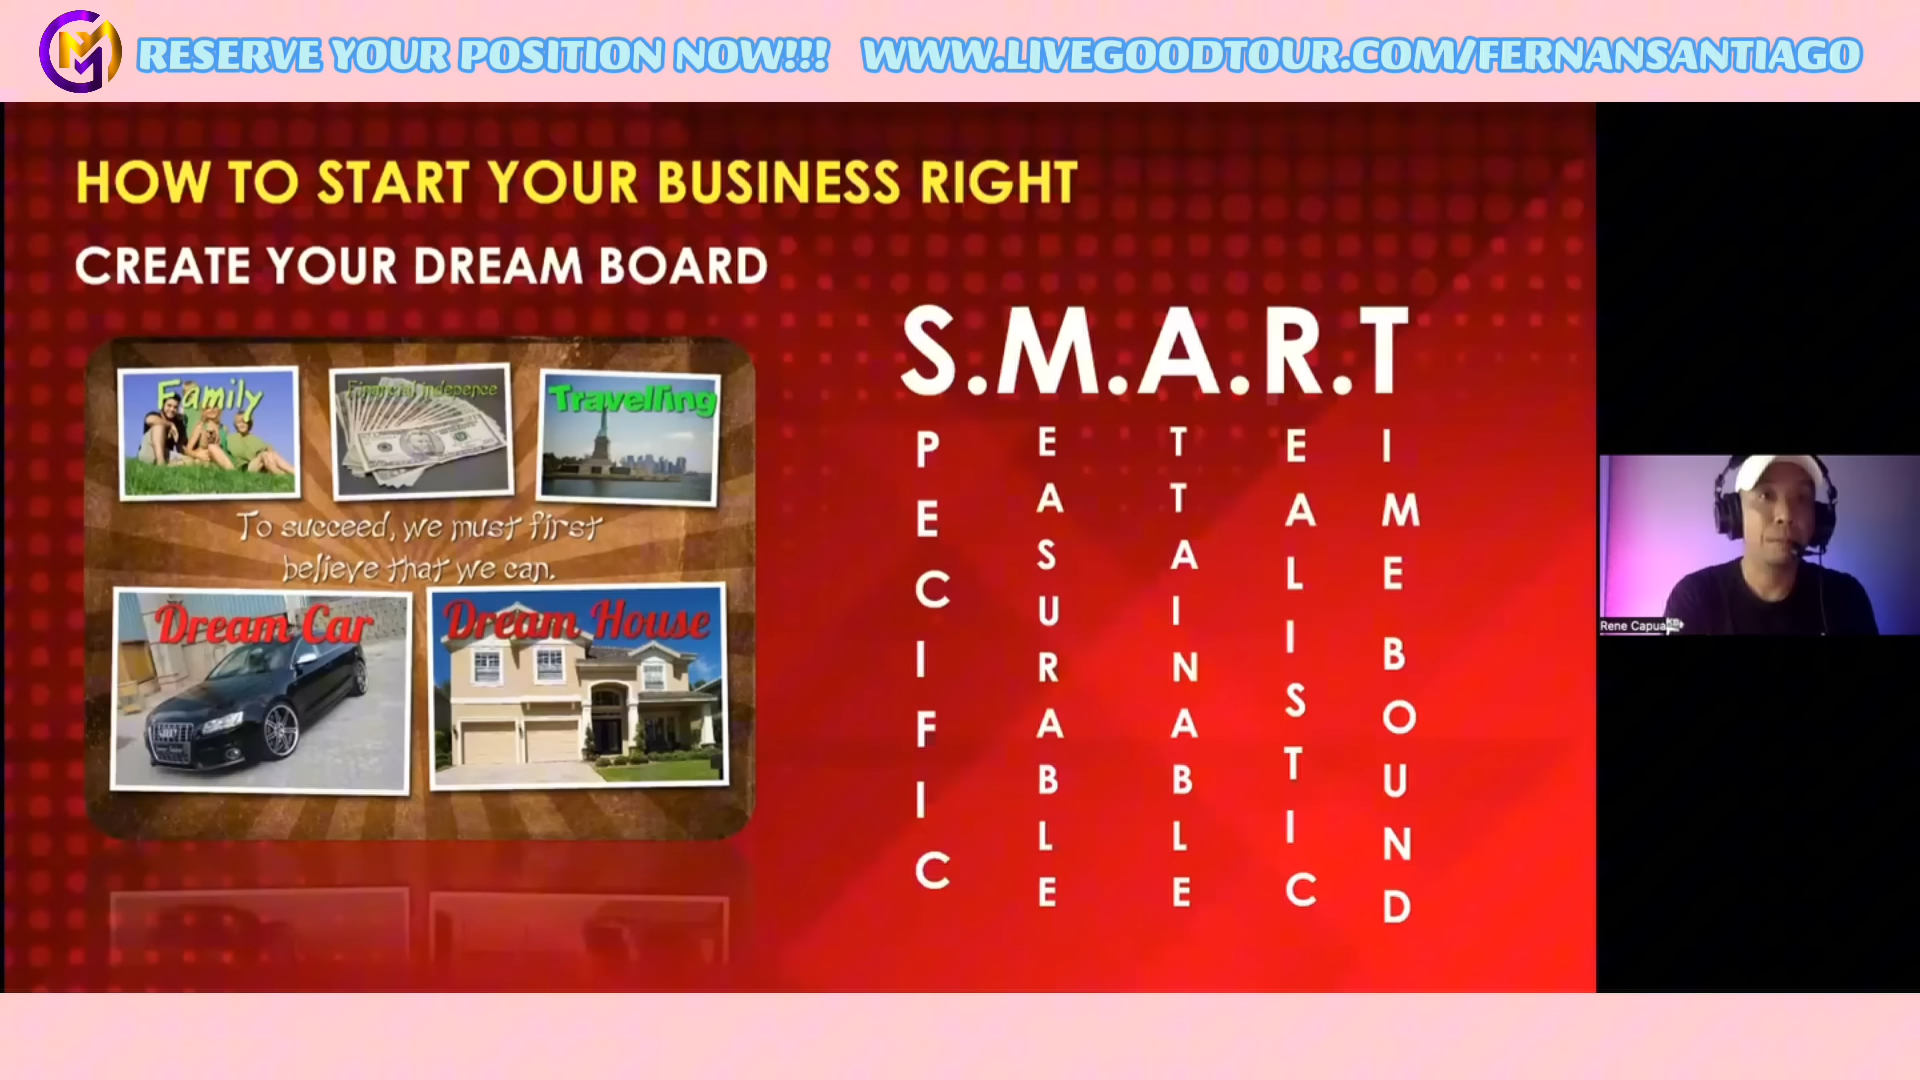 RESERVE YOUR POSITION NOW!!! WWW.LIVEGOODTOUR.COM/FERNANSANTIAGO
HOW TO START YOUR BUSINESS RIGHT
CREATE YOUR DREAM BOARD
Family
Financial indepence
Travelling
To succeed, we must first
believe that we can.
Dream Car
Dream House
S.M.A.R.T
PECIFIC
EASURABLE
TTAINABLE
EALISTIC
IME BOUND
Rene Capua